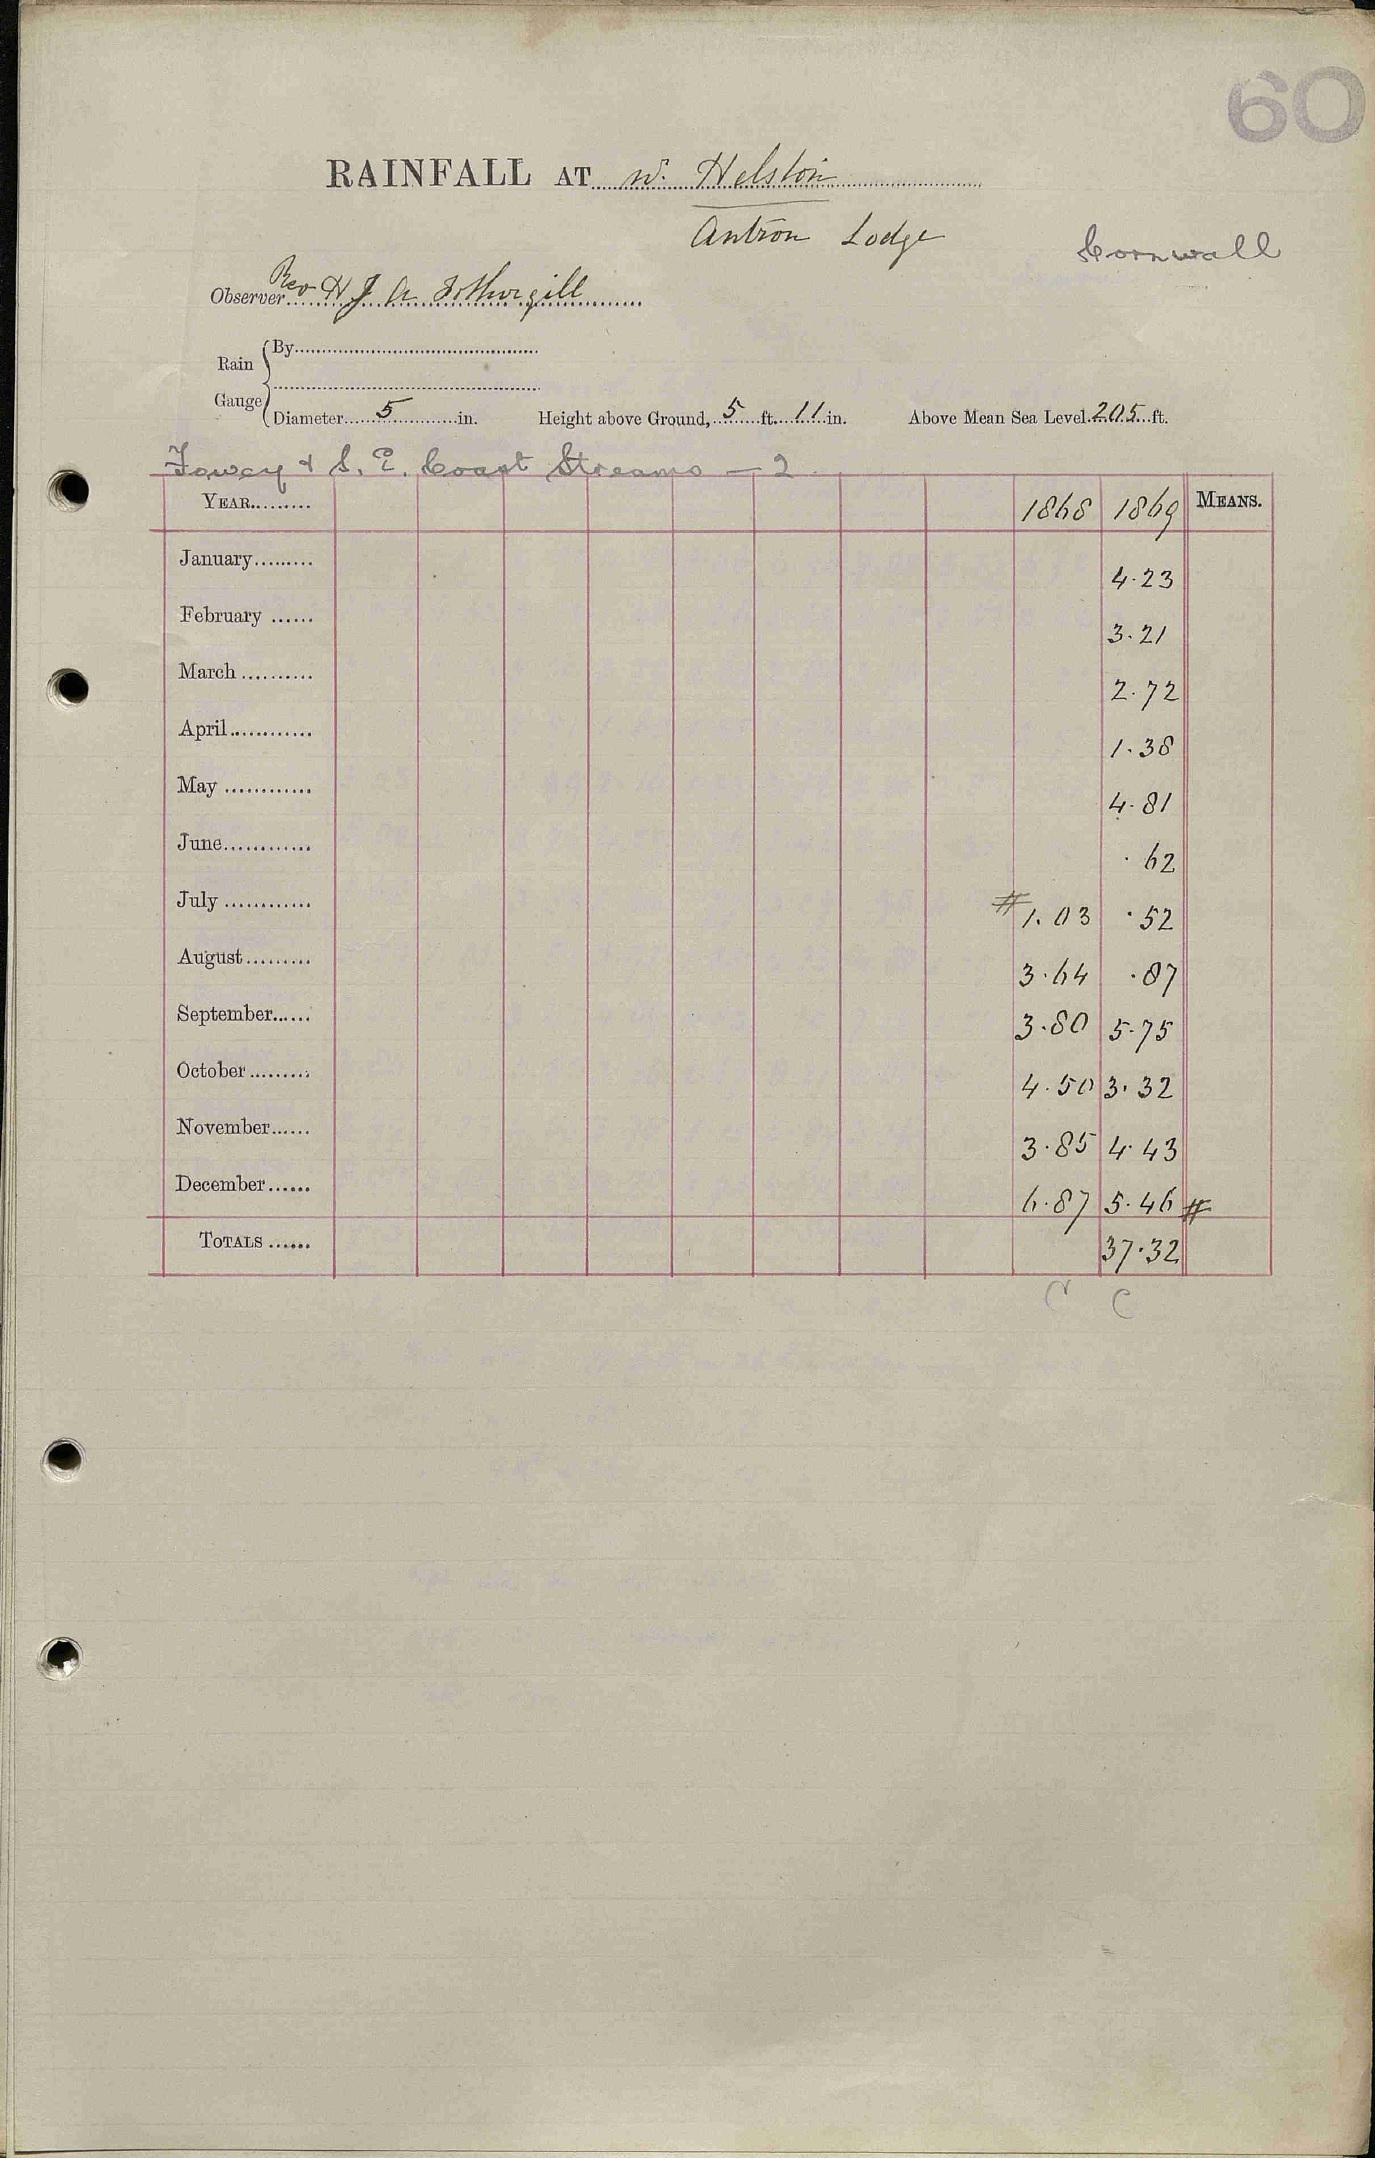 60
RAINFALL AT W. Helston
Antron Lodge
Cornwall
Observer Rev H J A Fothergill
Rain Gauge
By
Diameter 5 in. Height above Ground, 5 ft. 11 in. Above Mean Sea Level 205 ft.
Fowey & S. E. Coast Streams — 2
YEAR 1868 1869 MEANS.
January 4.23
February 3.21
March 2.72
April 1.38
May 4.81
June .62
July # 1.03 .52
August 3.64 .87
September 3.80 5.75
October 4.50 3.32
November 3.85 4.43
December 6.87 5.46 #
TOTALS 37.32
C C